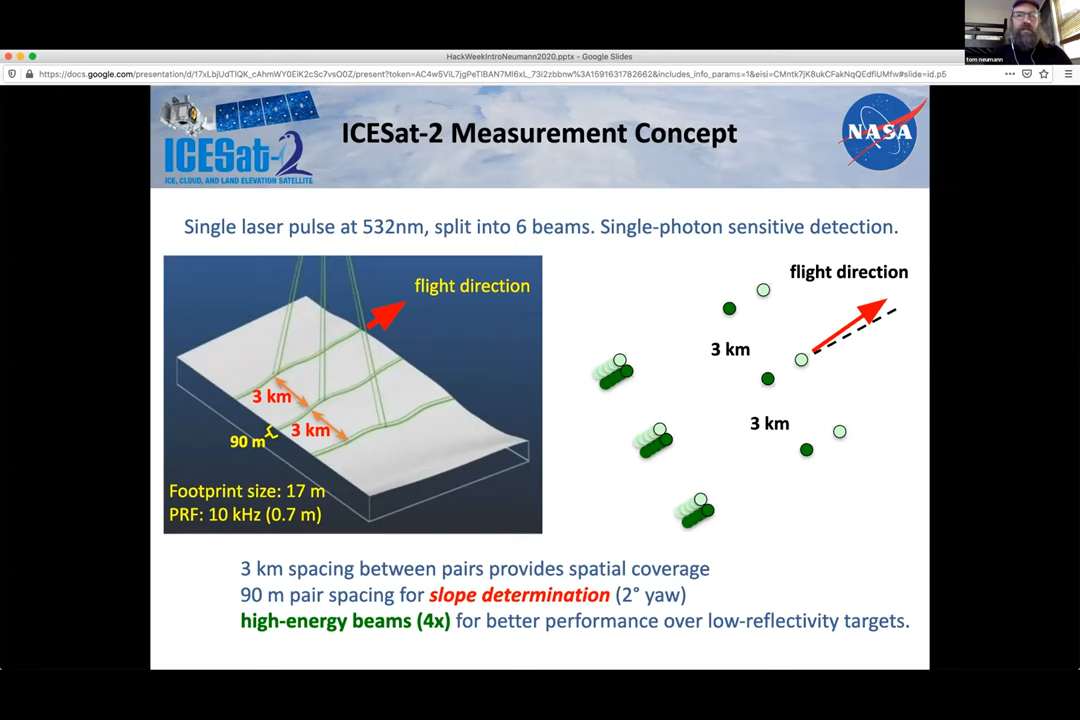 HackWeekIntroNeumann2020.pptx - Google Slides
tom neumann
ICESat-2
ICE, CLOUD, AND LAND ELEVATION SATELLITE
ICESat-2 Measurement Concept
NASA
Single laser pulse at 532nm, split into 6 beams. Single-photon sensitive detection.
flight direction
3 km
3 km
90 m
Footprint size: 17 m
PRF: 10 kHz (0.7 m)
flight direction
3 km
3 km
3 km spacing between pairs provides spatial coverage
90 m pair spacing for slope determination (2° yaw)
high-energy beams (4x) for better performance over low-reflectivity targets.